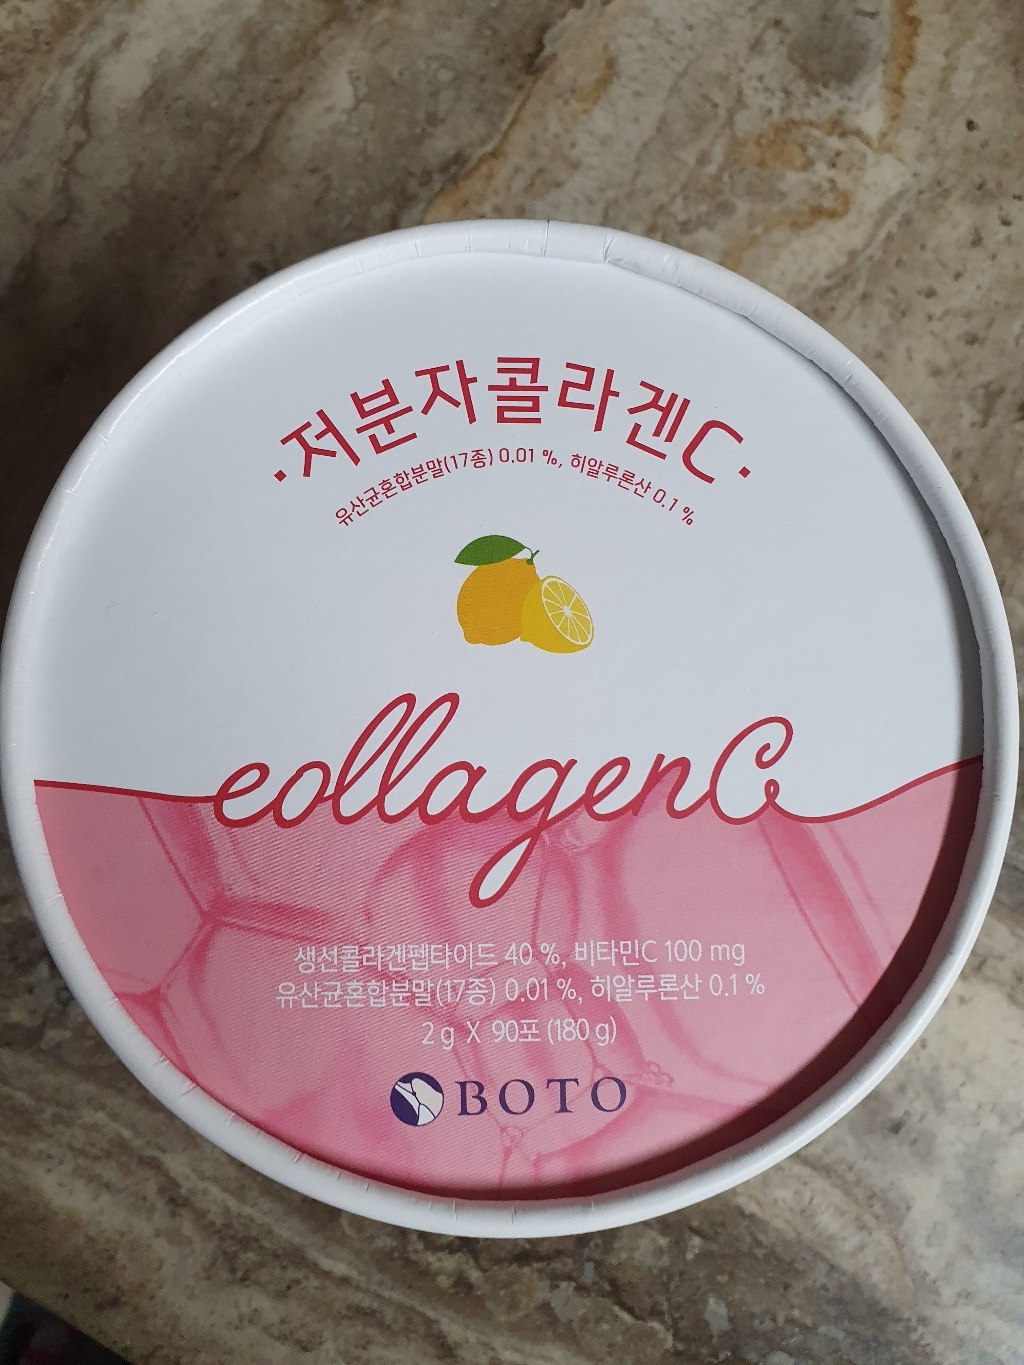 ·저분자콜라겐C·
유산균혼합분말(17종) 0.01 %, 히알루론산 0.1 %
collagenC
생선콜라겐펩타이드 40 %, 비타민C 100 mg
유산균혼합분말(17종) 0.01 %, 히알루론산 0.1 %
2 g X 90포 (180 g)
BOTO